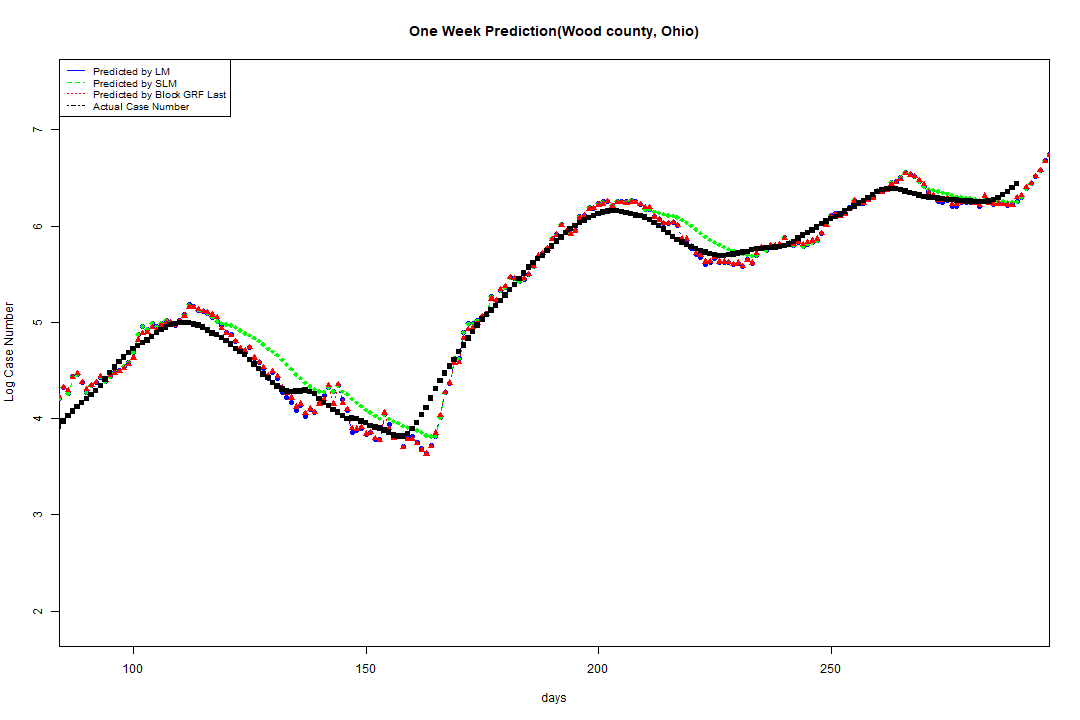 One Week Prediction(Wood county, Ohio)
Predicted by LM
Predicted by SLM
Predicted by Block GRF Last
Actual Case Number
7
6
5
4
3
2
Log Case Number
100 150 200 250
days